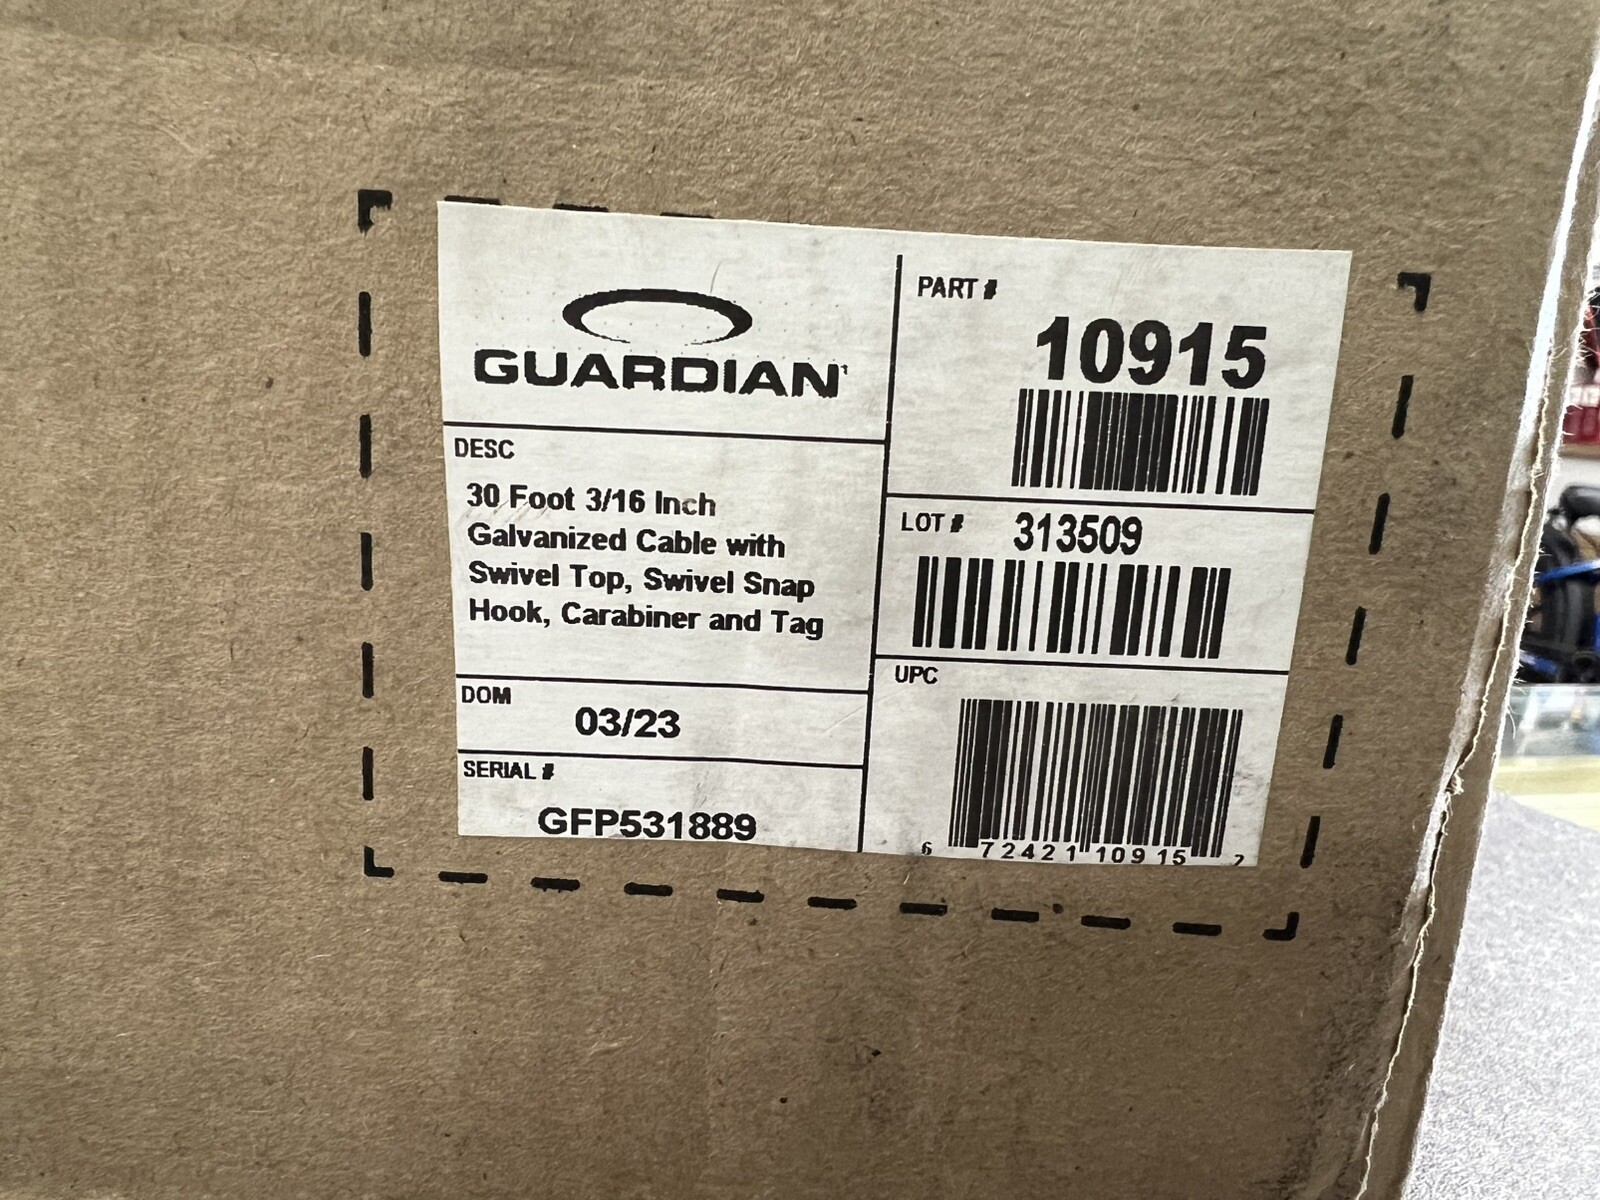 GUARDIAN
DESC
30 Foot 3/16 Inch
Galvanized Cable with
Swivel Top, Swivel Snap
Hook, Carabiner and Tag
DOM
03/23
SERIAL #
GFP531889
PART #
10915
LOT # 313509
UPC
6 72421 10915 2